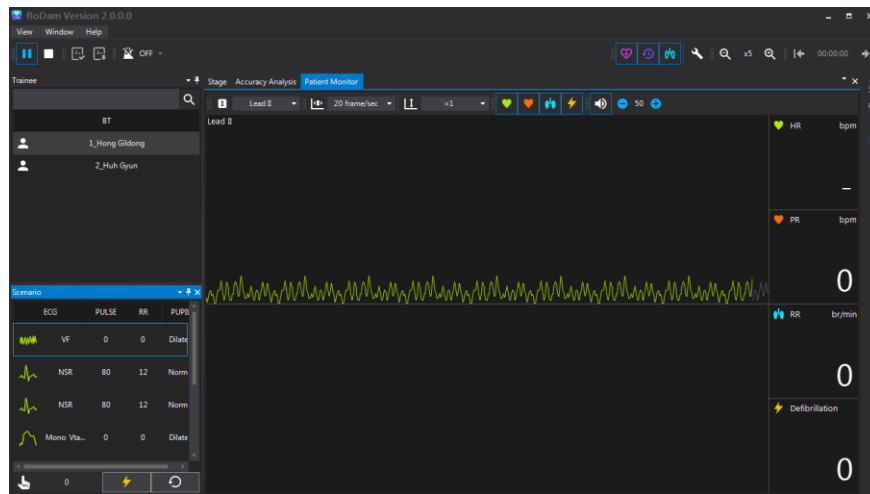 RoDam Version 2.0.0.0
View Window Help
OFF
x5
00:00:00
Trainee
Stage Accuracy Analysis Patient Monitor
Lead II
20 frame/sec
×1
50
BT
1_Hong Gildong
2_Huh Gyun
Lead II
HR bpm
–
PR bpm
0
RR br/min
0
Defibrillation
0
Scenario
ECG PULSE RR PUPIL
VF 0 0 Dilate
NSR 80 12 Norm
NSR 80 12 Norm
Mono Vta... 0 0 Dilate
0